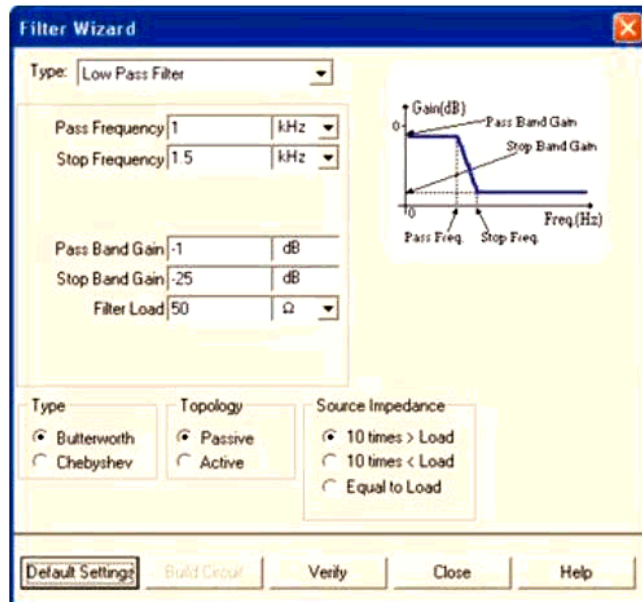 Filter Wizard
Type: Low Pass Filter
Pass Frequency 1 kHz
Stop Frequency 1.5 kHz
Pass Band Gain -1 dB
Stop Band Gain -25 dB
Filter Load 50 Ω
Gain(dB)
0
Pass Band Gain
Stop Band Gain
0
Freq.(Hz)
Pass Freq. Stop Freq.
Type
Butterworth
Chebyshev
Topology
Passive
Active
Source Impedance
10 times > Load
10 times < Load
Equal to Load
Default Settings Build Circuit Verify Close Help